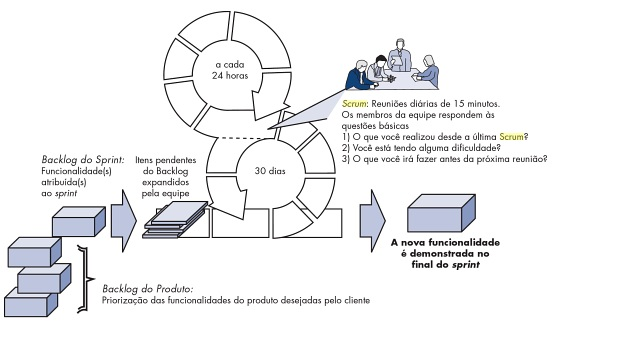 a cada
24 horas
Scrum: Reuniões diárias de 15 minutos.
Os membros da equipe respondem às
questões básicas
1) O que você realizou desde a última Scrum?
2) Você está tendo alguma dificuldade?
3) O que você irá fazer antes da próxima reunião?
Backlog do Sprint:
Funcionalidade(s)
atribuida(s)
ao sprint
Itens pendentes
do Backlog
expandidos
pela equipe
30 dias
A nova funcionalidade
é demonstrada no
final do sprint
Backlog do Produto:
Priorização das funcionalidades do produto desejadas pelo cliente